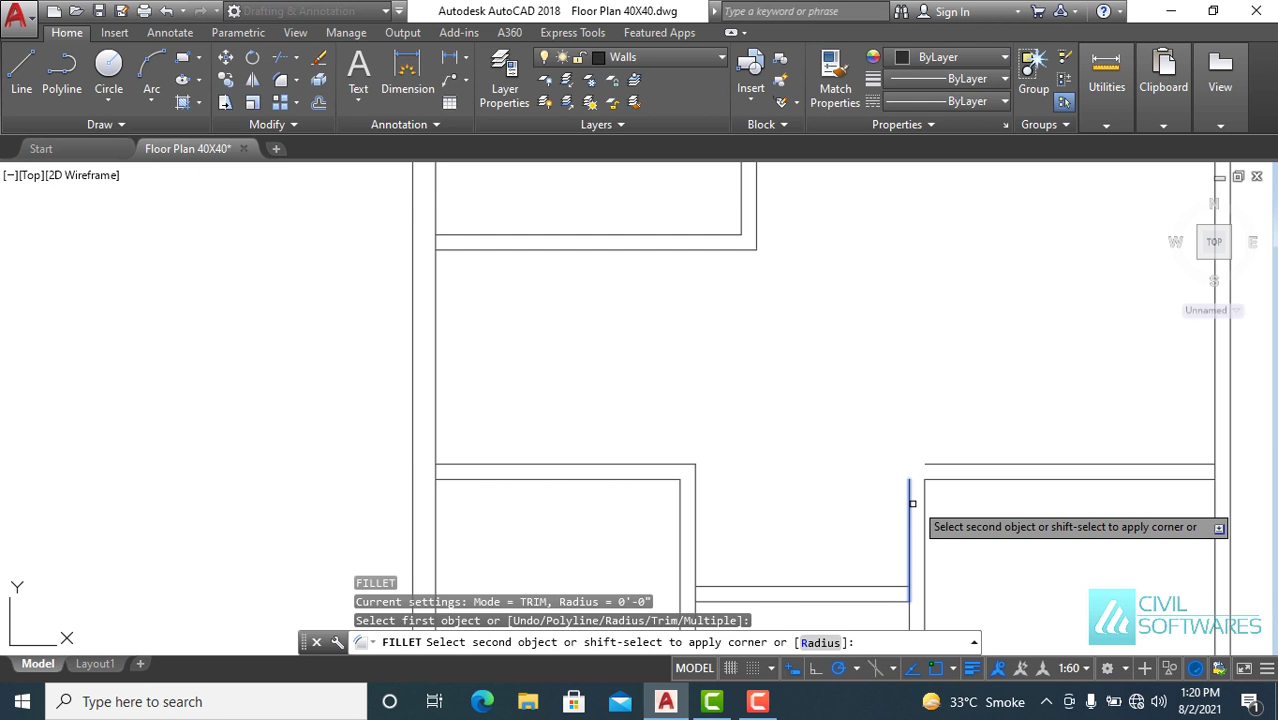 Drafting & Annotation
Autodesk AutoCAD 2018 Floor Plan 40X40.dwg
Type a keyword or phrase
Sign In
Home Insert Annotate Parametric View Manage Output Add-ins A360 Express Tools Featured Apps
Line Polyline Circle Arc
Text Dimension
Layer Properties
Walls
Insert
Match Properties
ByLayer
ByLayer
ByLayer
Group
Utilities
Clipboard
View
Draw Modify Annotation Layers Block Properties Groups
Start Floor Plan 40X40*
[−][Top][2D Wireframe]
N
W TOP E
S
Unnamed
Select second object or shift-select to apply corner or
FILLET
Current settings: Mode = TRIM, Radius = 0'-0"
Select first object or [Undo/Polyline/Radius/Trim/Multiple]:
FILLET Select second object or shift-select to apply corner or [Radius]:
Y
X
CIVIL
SOFTWARES
Model Layout1
MODEL 1:60
Type here to search
33°C Smoke
1:20 PM
8/2/2021
1